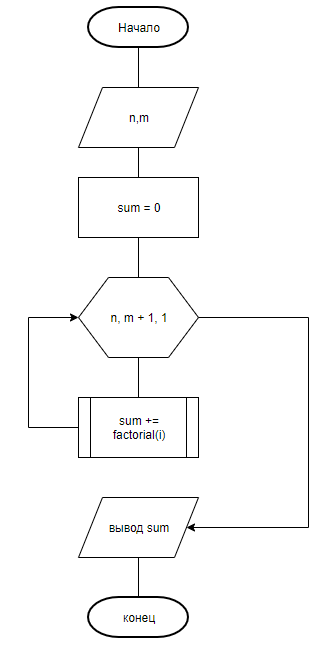 Начало
n,m
sum = 0
n, m + 1, 1
sum +=
factorial(i)
вывод sum
конец